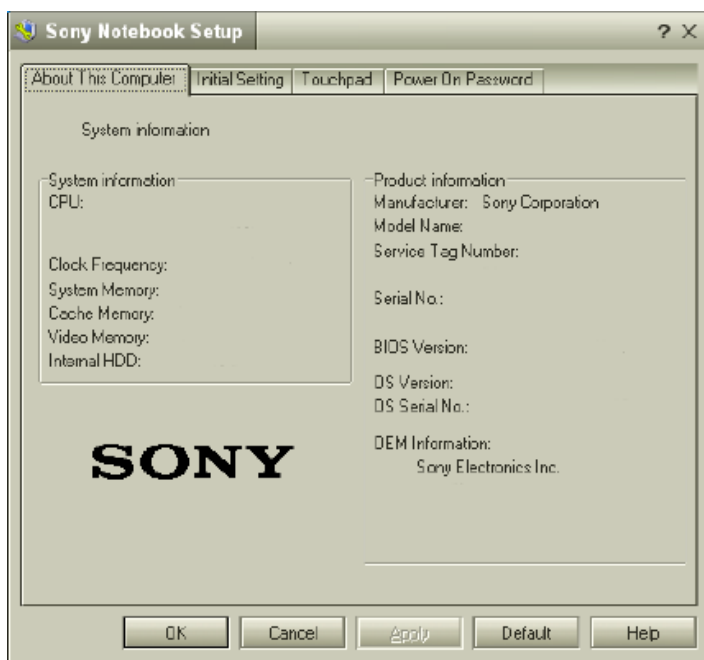 Sony Notebook Setup
? X
About This Computer Initial Setting Touchpad Power On Password
System information
System information
CPU:
Clock Frequency:
System Memory:
Cache Memory:
Video Memory:
Internal HDD:
SONY
Product information
Manufacturer: Sony Corporation
Model Name:
Service Tag Number:
Serial No.:
BIOS Version:
OS Version:
OS Serial No.:
OEM Information:
Sony Electronics Inc.
OK Cancel Apply Default Help